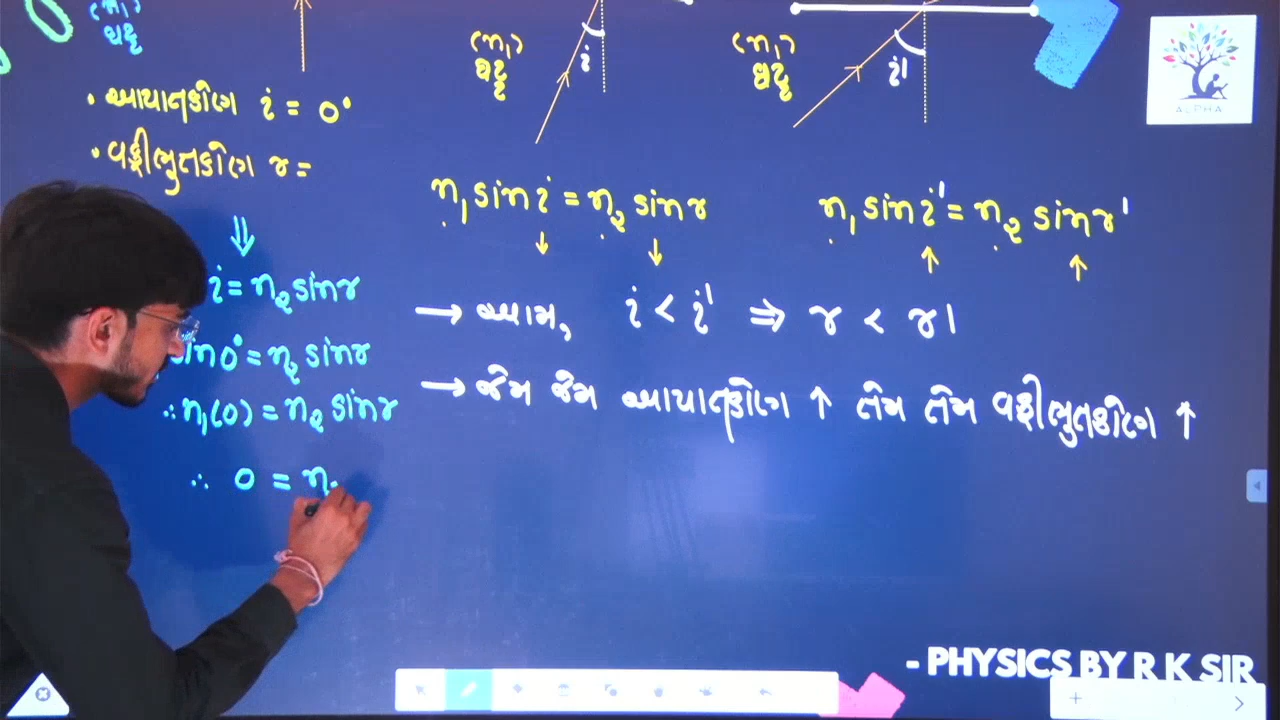 (n₁)
ઘટ્ટ
• આપાતકોણ i = 0°
• વક્રીભુતકોણ r =
⇓
i = n₂ sin r
sin 0° = n₂ sin r
∴ n₁(0) = n₂ sin r
∴ 0 = n
(n₁)
ઘટ્ટ
i
n₁ sin i = n₂ sin r
↓ ↓
(n₁)
ઘટ્ટ
i'
n₁ sin i' = n₂ sin r'
↑ ↑
→ આમ, i < i' ⇒ r < r'
→ જેમ જેમ આપાતકોણ ↑ તેમ તેમ વક્રીભુતકોણ ↑
ALPHA
- PHYSICS BY R K SIR